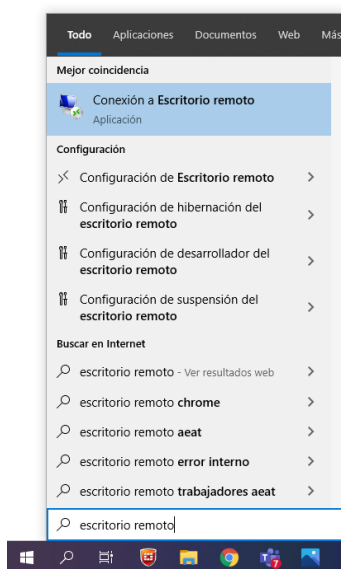 Todo Aplicaciones Documentos Web Más
Mejor coincidencia
Conexión a Escritorio remoto
Aplicación
Configuración
Configuración de Escritorio remoto
Configuración de hibernación del
escritorio remoto
Configuración de desarrollador del
escritorio remoto
Configuración de suspensión del
escritorio remoto
Buscar en Internet
escritorio remoto - Ver resultados web
escritorio remoto chrome
escritorio remoto aeat
escritorio remoto error interno
escritorio remoto trabajadores aeat
escritorio remoto
7